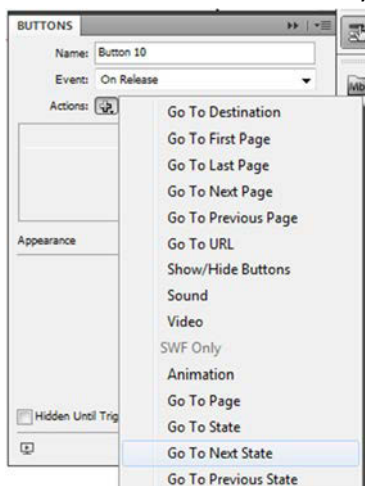 BUTTONS
Name: Button 10
Event: On Release
Actions:
Go To Destination
Go To First Page
Go To Last Page
Go To Next Page
Go To Previous Page
Go To URL
Appearance
Show/Hide Buttons
Sound
Video
SWF Only
Animation
Go To Page
Hidden Until Trig
Go To State
Go To Next State
Go To Previous State